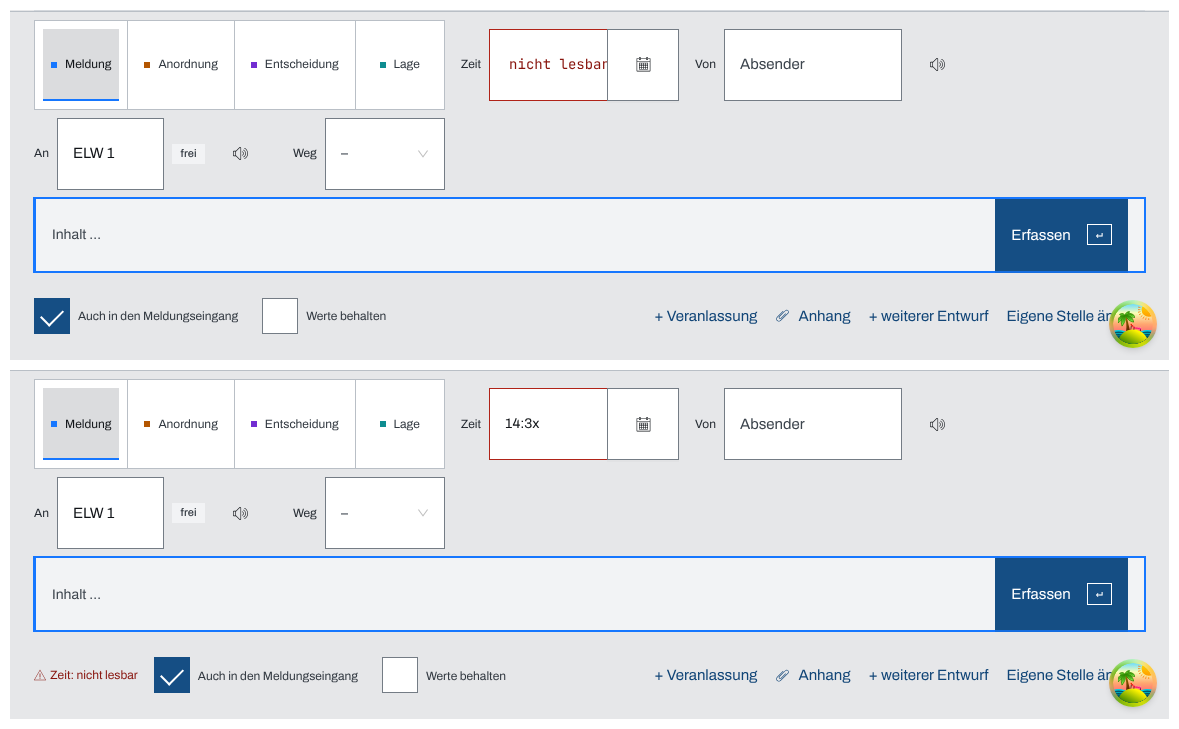 Meldung Anordnung Entscheidung Lage Zeit nicht lesbar Von Absender
An ELW 1 frei Weg –
Inhalt ... Erfassen ↵
Auch in den Meldungseingang Werte behalten + Veranlassung Anhang + weiterer Entwurf Eigene Stelle
Meldung Anordnung Entscheidung Lage Zeit 14:3x Von Absender
An ELW 1 frei Weg –
Inhalt ... Erfassen ↵
Zeit: nicht lesbar Auch in den Meldungseingang Werte behalten + Veranlassung Anhang + weiterer Entwurf Eigene Stelle